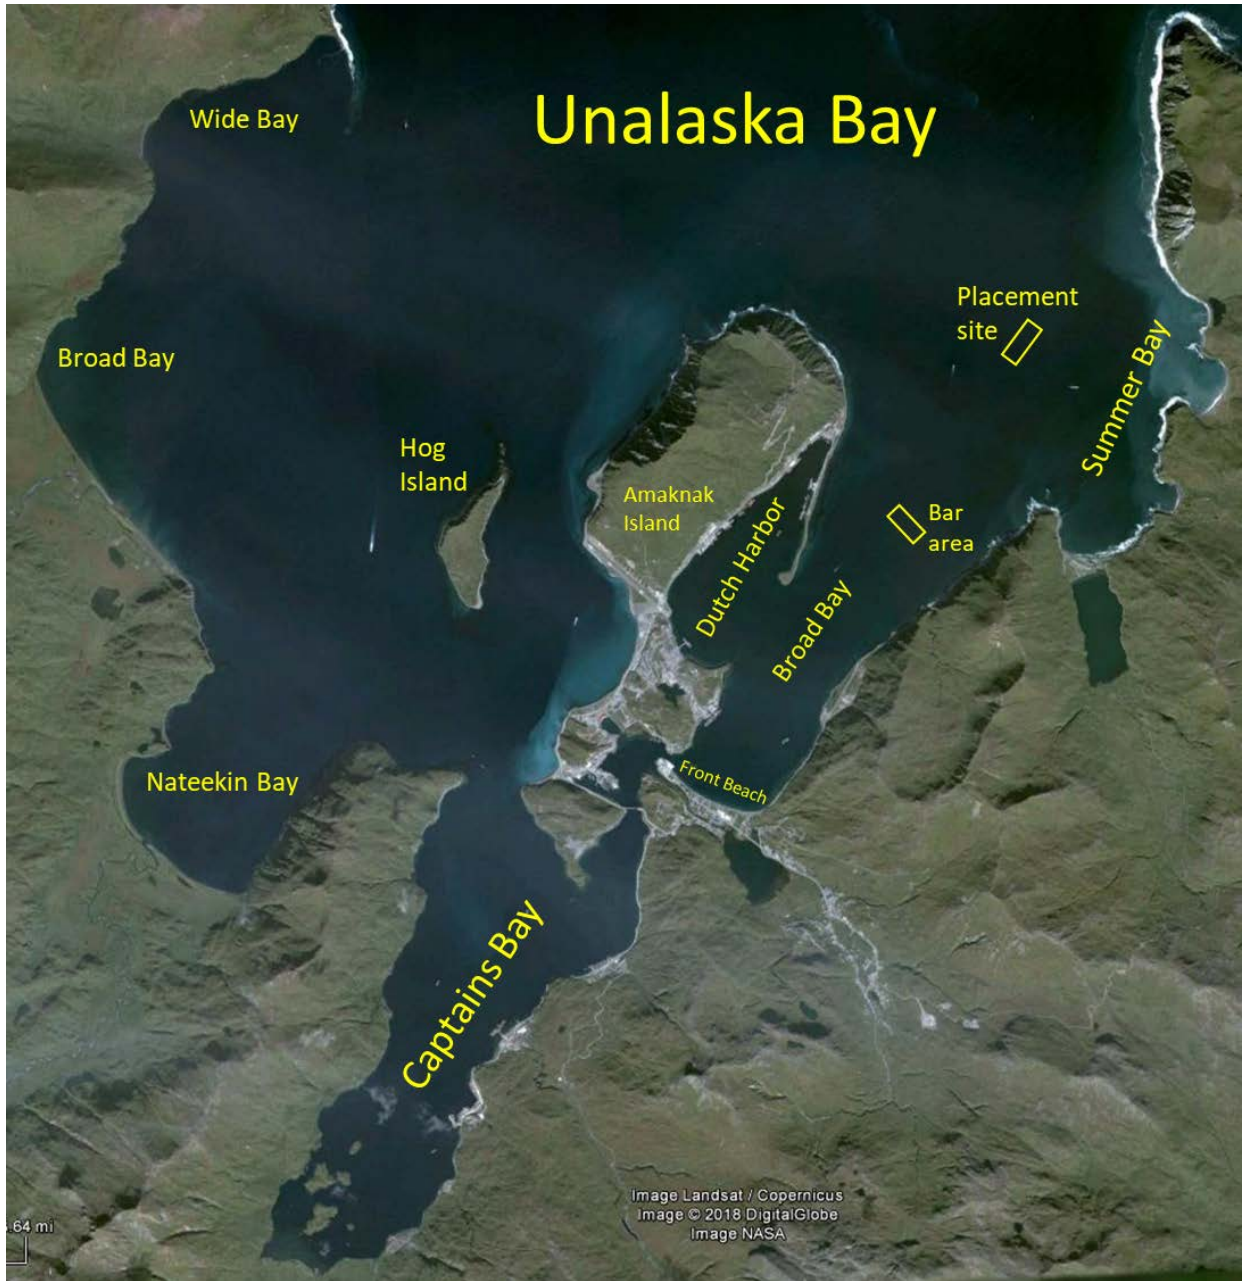 Unalaska Bay
Wide Bay
Placement
site
Summer Bay
Broad Bay
Hog
Island
Amaknak
Island
Dutch Harbor
Bar
area
Broad Bay
Front Beach
Nateekin Bay
Captains Bay
Image Landsat / Copernicus
Image © 2018 DigitalGlobe
Image NASA
.64 mi